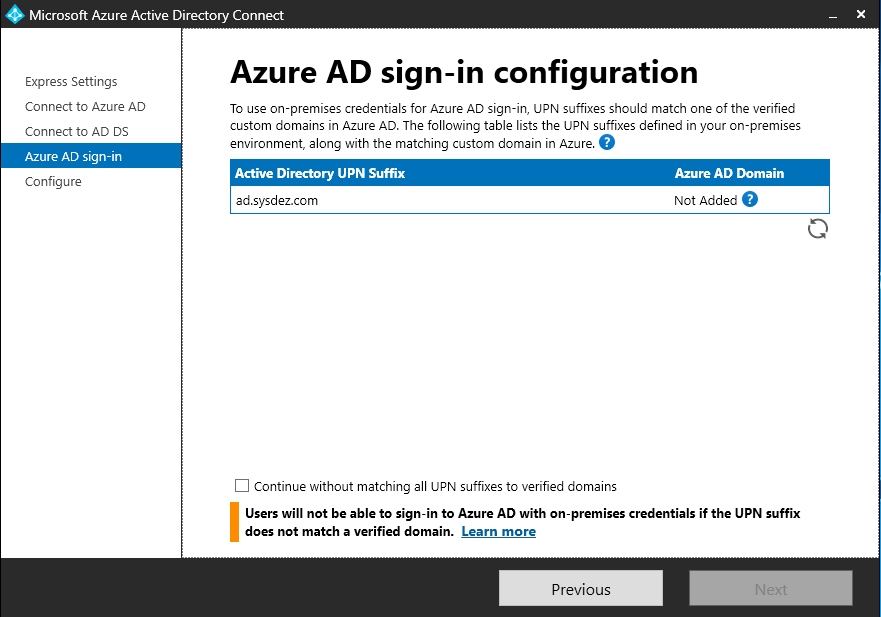 Microsoft Azure Active Directory Connect
Express Settings
Connect to Azure AD
Connect to AD DS
Azure AD sign-in
Configure
Azure AD sign-in configuration
To use on-premises credentials for Azure AD sign-in, UPN suffixes should match one of the verified
custom domains in Azure AD. The following table lists the UPN suffixes defined in your on-premises
environment, along with the matching custom domain in Azure. ?
Active Directory UPN Suffix Azure AD Domain
ad.sysdez.com Not Added ?
Continue without matching all UPN suffixes to verified domains
Users will not be able to sign-in to Azure AD with on-premises credentials if the UPN suffix
does not match a verified domain. Learn more
Previous Next